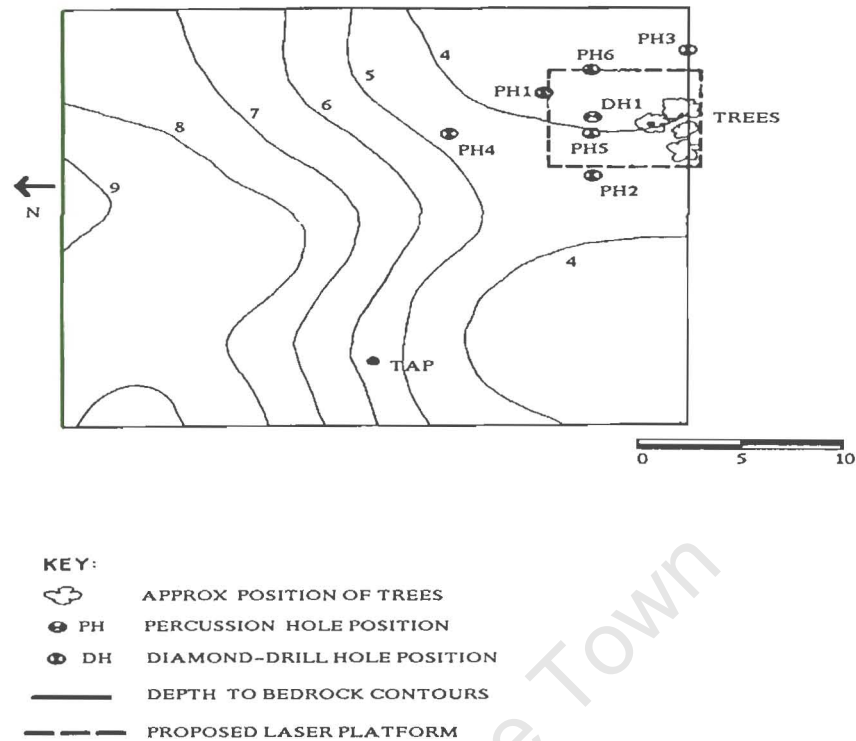 PH3
4
PH6
5
PH1
DH1
TREES
7
6
8
PH4
PH5
9
PH2
N
4
TAP
0 5 10
KEY:
APPROX POSITION OF TREES
PH PERCUSSION HOLE POSITION
DH DIAMOND-DRILL HOLE POSITION
DEPTH TO BEDROCK CONTOURS
PROPOSED LASER PLATFORM
e Town